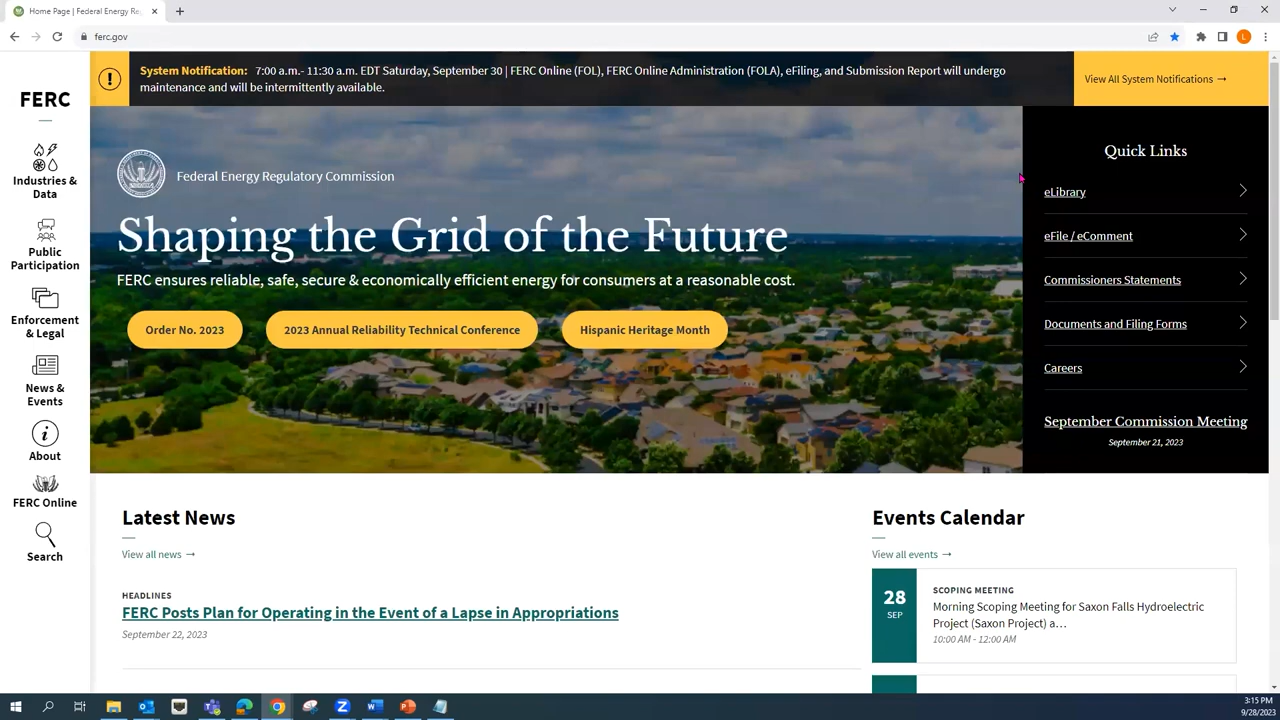 Home Page | Federal Energy Re
ferc.gov
L
System Notification: 7:00 a.m.- 11:30 a.m. EDT Saturday, September 30 | FERC Online (FOL), FERC Online Administration (FOLA), eFiling, and Submission Report will undergo
maintenance and will be intermittently available.
View All System Notifications →
FERC
Industries &
Data
Public
Participation
Enforcement
& Legal
News &
Events
About
FERC Online
Search
Federal Energy Regulatory Commission
Shaping the Grid of the Future
FERC ensures reliable, safe, secure & economically efficient energy for consumers at a reasonable cost.
Order No. 2023
2023 Annual Reliability Technical Conference
Hispanic Heritage Month
Quick Links
eLibrary
eFile / eComment
Commissioners Statements
Documents and Filing Forms
Careers
September Commission Meeting
September 21, 2023
Latest News
View all news →
HEADLINES
FERC Posts Plan for Operating in the Event of a Lapse in Appropriations
September 22, 2023
Events Calendar
View all events →
28
SEP
SCOPING MEETING
Morning Scoping Meeting for Saxon Falls Hydroelectric
Project (Saxon Project) a…
10:00 AM - 12:00 AM
3:15 PM
9/28/2023